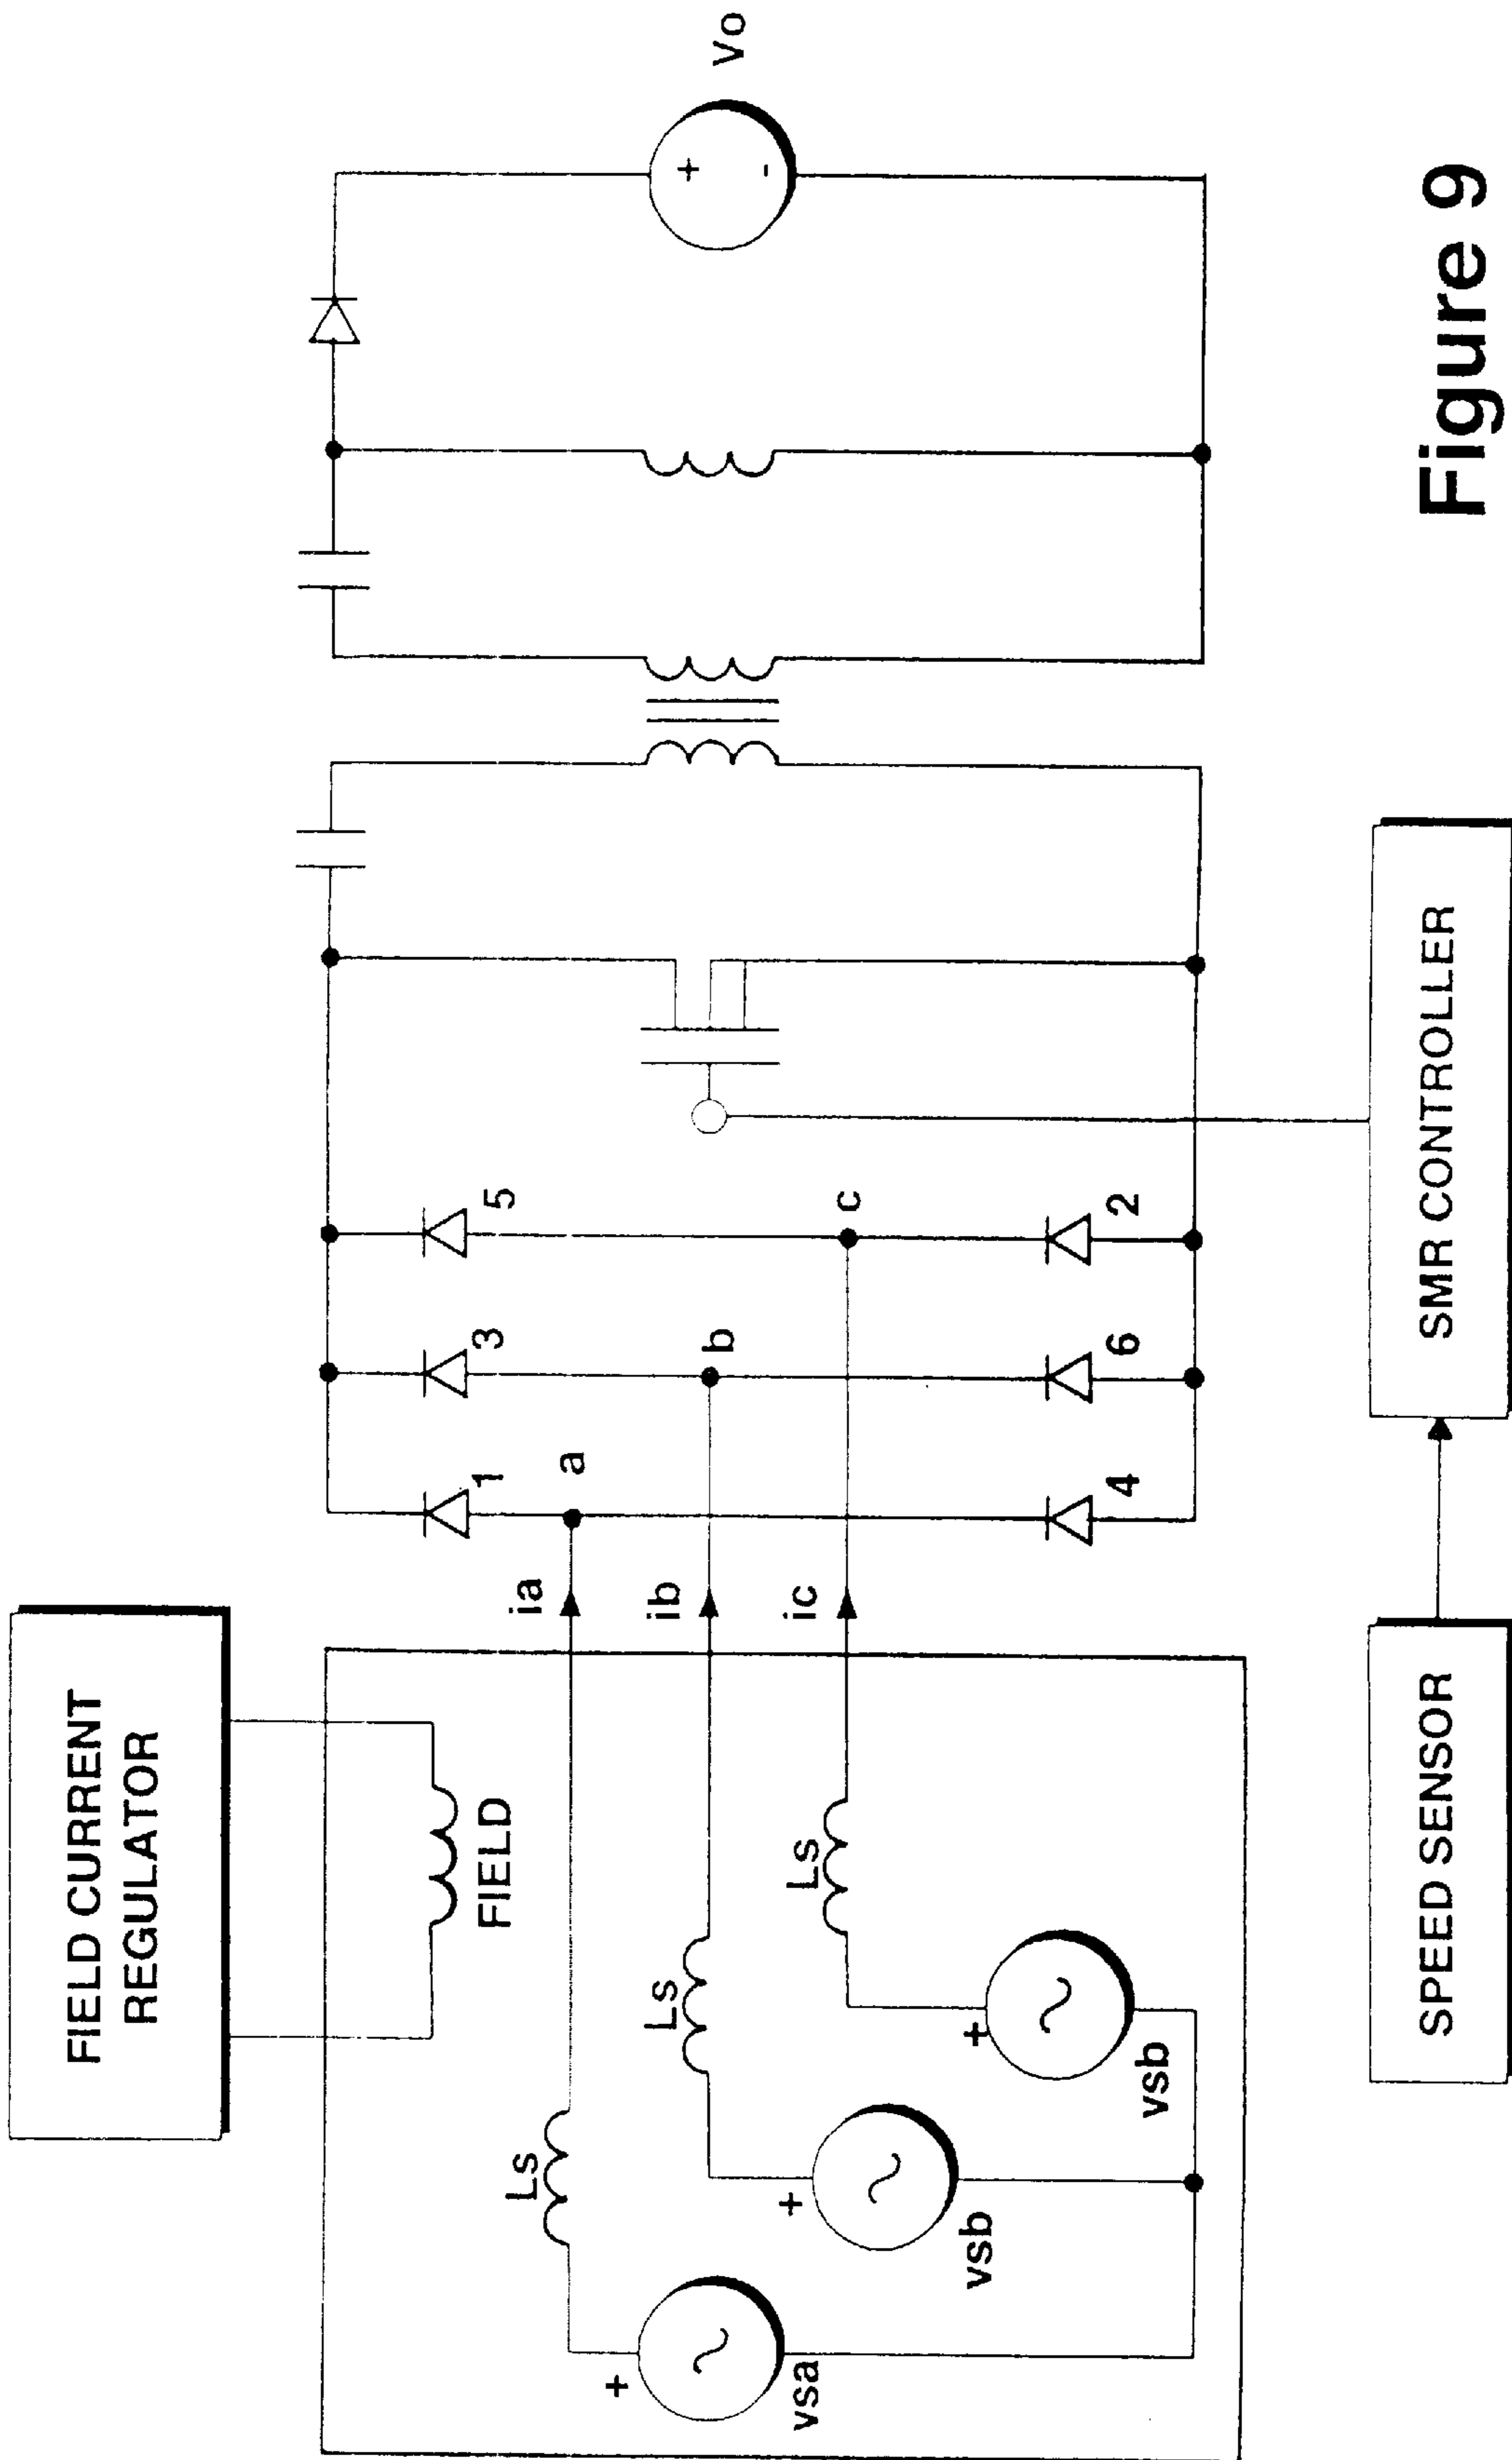 FIELD CURRENT
REGULATOR
FIELD
Ls
Ls
Ls
+
vsa
+
vsb
+
vsb
ia
ib
ic
a
b
c
1
3
5
4
6
2
+
-
Vo
SPEED SENSOR
SMR CONTROLLER
Figure 9